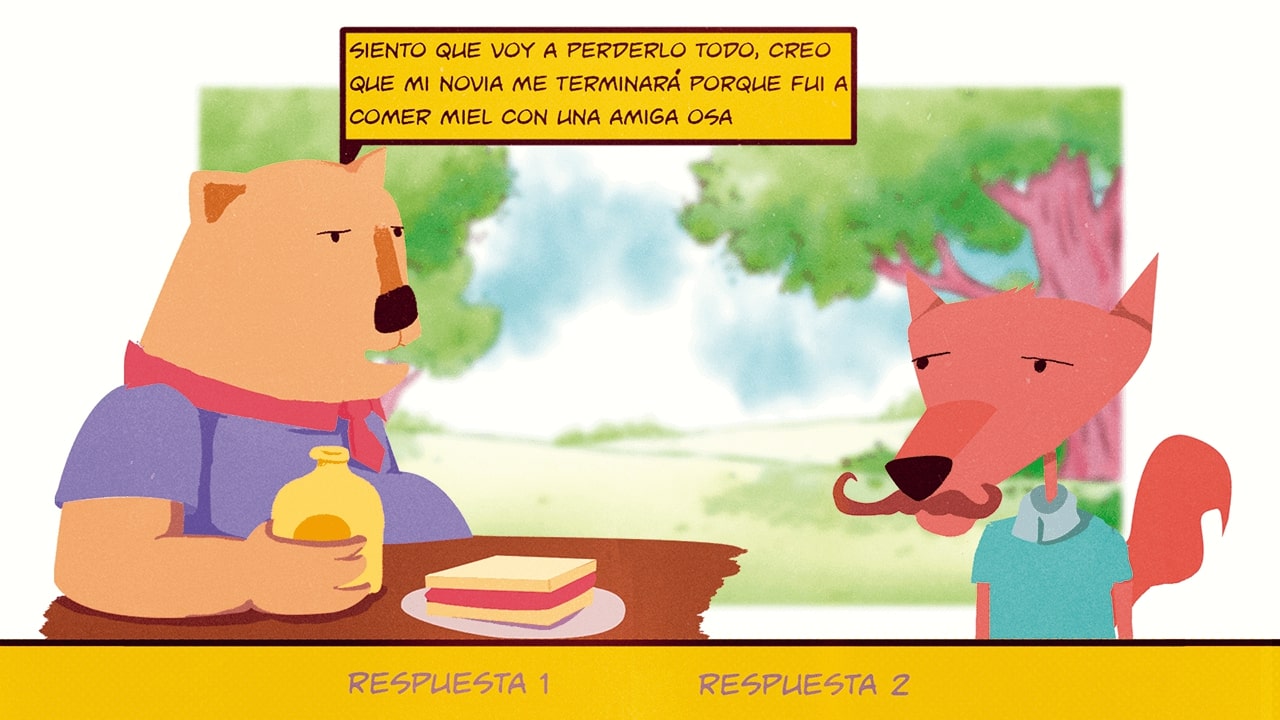 SIENTO QUE VOY A PERDERLO TODO, CREO
QUE MI NOVIA ME TERMINARÁ PORQUE FUI A
COMER MIEL CON UNA AMIGA OSA
RESPUESTA 1
RESPUESTA 2